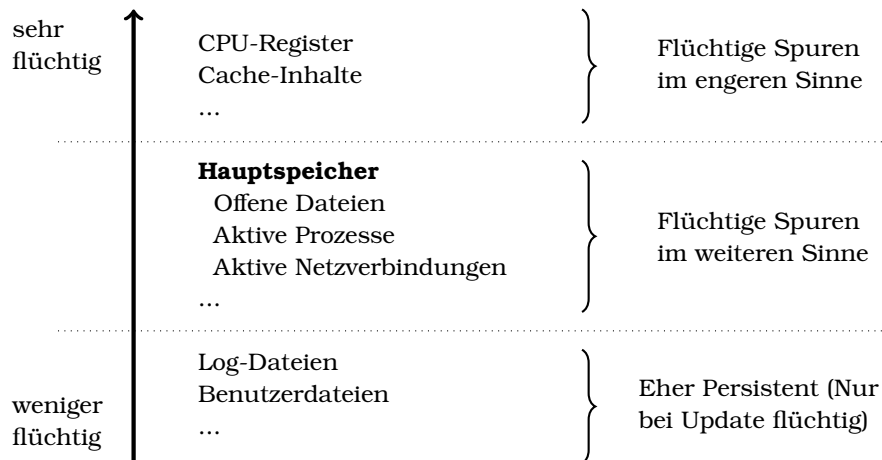 sehr
flüchtig
CPU-Register
Cache-Inhalte
...
Flüchtige Spuren
im engeren Sinne
Hauptspeicher
Offene Dateien
Aktive Prozesse
Aktive Netzverbindungen
...
Flüchtige Spuren
im weiteren Sinne
Log-Dateien
Benutzerdateien
...
weniger
flüchtig
Eher Persistent (Nur
bei Update flüchtig)